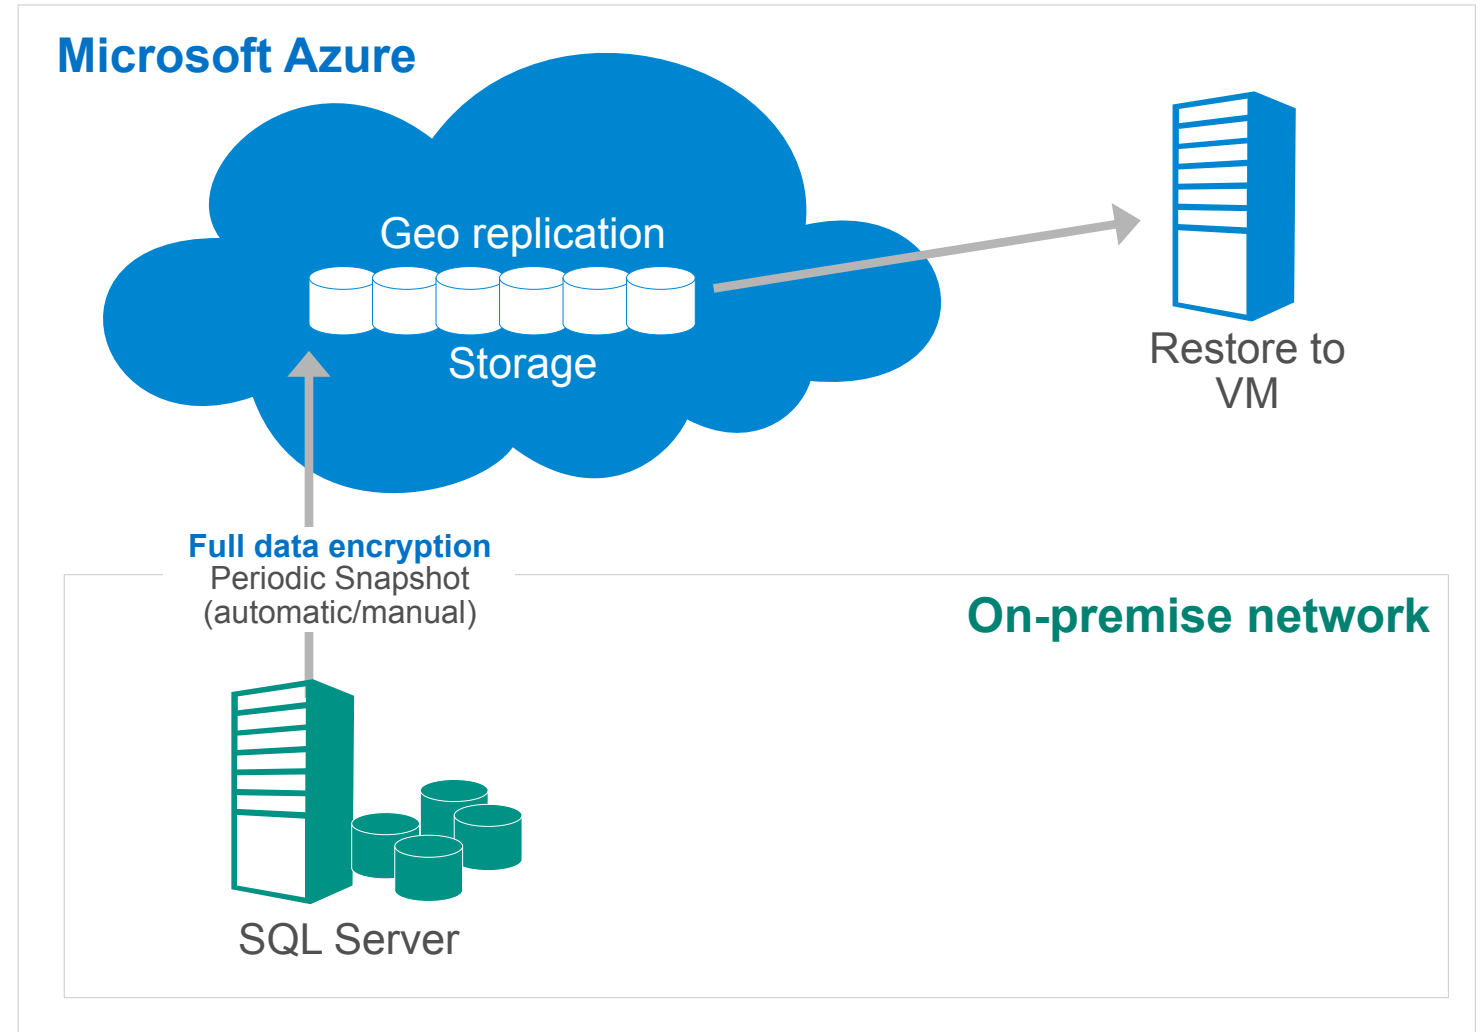 Microsoft Azure
Geo replication
Storage
Restore to
VM
Full data encryption
Periodic Snapshot
(automatic/manual)
On-premise network
SQL Server